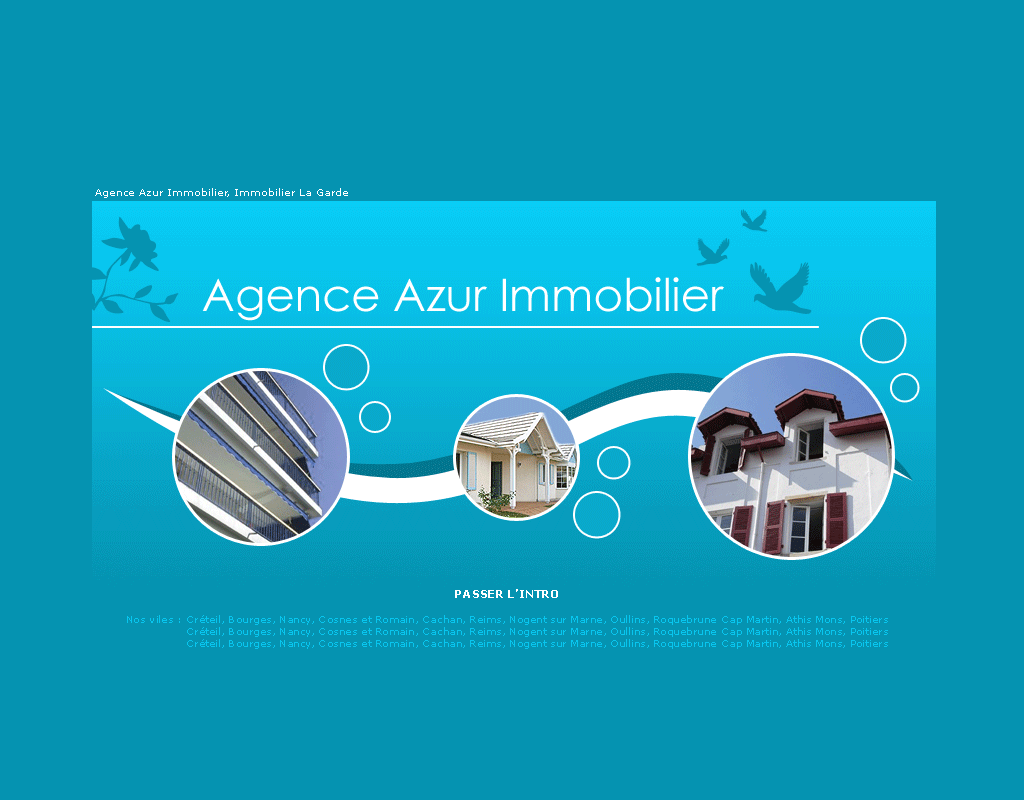 Agence Azur Immobilier, Immobilier La Garde
Agence Azur Immobilier
PASSER L'INTRO
Nos viles : Créteil, Bourges, Nancy, Cosnes et Romain, Cachan, Reims, Nogent sur Marne, Oullins, Roquebrune Cap Martin, Athis Mons, Poitiers
Créteil, Bourges, Nancy, Cosnes et Romain, Cachan, Reims, Nogent sur Marne, Oullins, Roquebrune Cap Martin, Athis Mons, Poitiers
Créteil, Bourges, Nancy, Cosnes et Romain, Cachan, Reims, Nogent sur Marne, Oullins, Roquebrune Cap Martin, Athis Mons, Poitiers